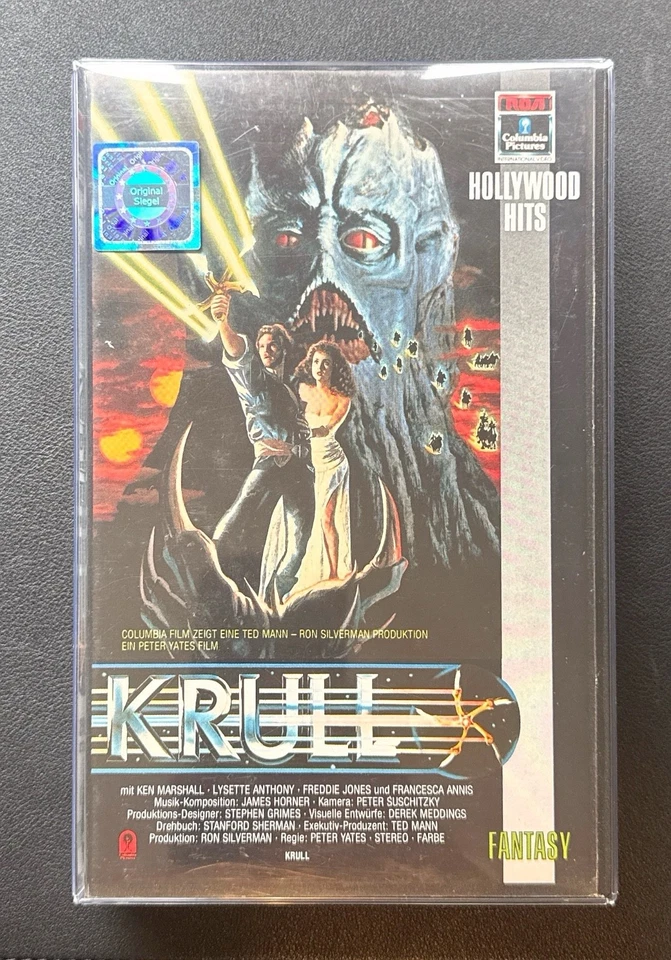 RCA
Columbia
Pictures
INTERNATIONAL VIDEO
HOLLYWOOD
HITS
Original
Siegel
COLUMBIA FILM ZEIGT EINE TED MANN – RON SILVERMAN PRODUKTION
EIN PETER YATES FILM
KRULL
mit KEN MARSHALL · LYSETTE ANTHONY · FREDDIE JONES und FRANCESCA ANNIS
Musik-Komposition: JAMES HORNER · Kamera: PETER SUSCHITZKY
Produktions-Designer: STEPHEN GRIMES · Visuelle Entwürfe: DEREK MEDDINGS
Drehbuch: STANFORD SHERMAN · Exekutiv-Produzent: TED MANN
Produktion: RON SILVERMAN · Regie: PETER YATES · STEREO · FARBE
KRULL
FANTASY